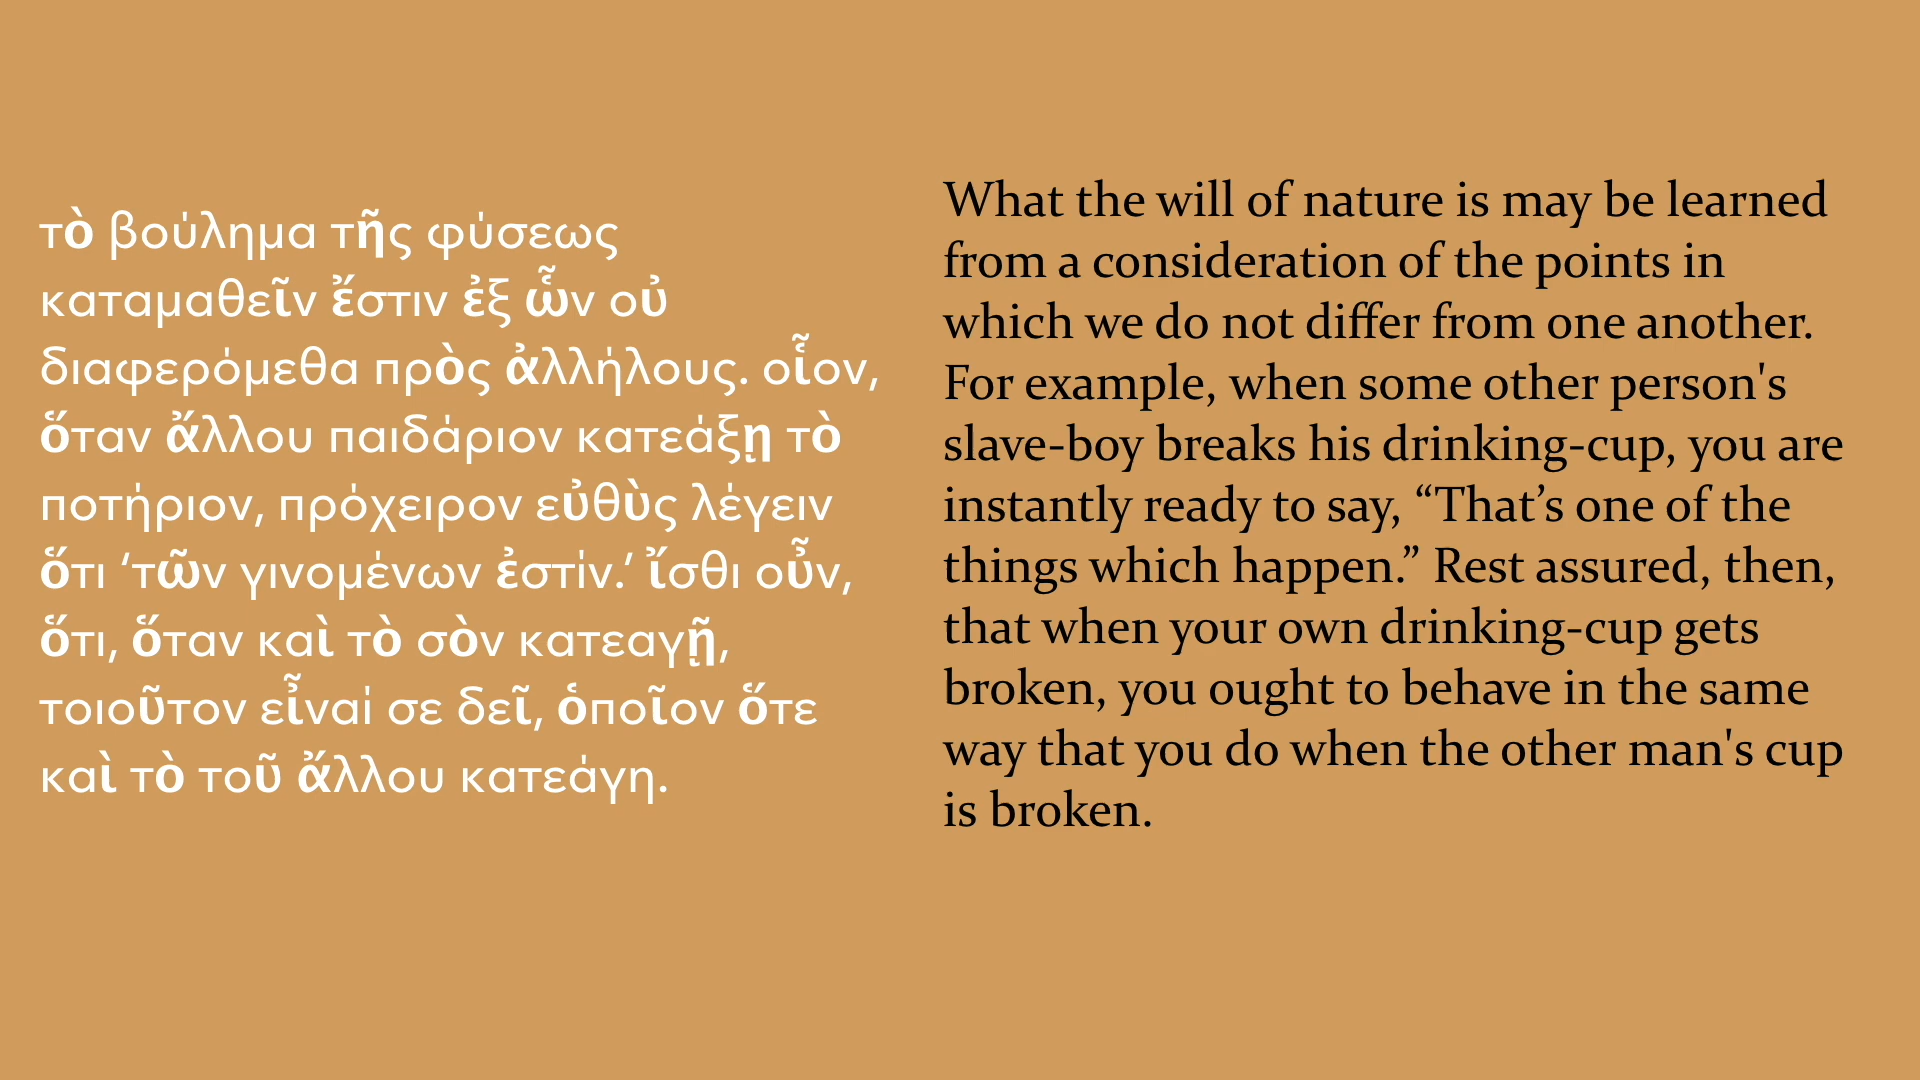 τὸ βούλημα τῆς φύσεως
καταμαθεῖν ἔστιν ἐξ ὧν οὐ
διαφερόμεθα πρὸς ἀλλήλους. οἷον,
ὅταν ἄλλου παιδάριον κατεάξῃ τὸ
ποτήριον, πρόχειρον εὐθὺς λέγειν
ὅτι ‘τῶν γινομένων ἐστίν.’ ἴσθι οὖν,
ὅτι, ὅταν καὶ τὸ σὸν κατεαγῇ,
τοιοῦτον εἶναί σε δεῖ, ὁποῖον ὅτε
καὶ τὸ τοῦ ἄλλου κατεάγη.
What the will of nature is may be learned
from a consideration of the points in
which we do not differ from one another.
For example, when some other person's
slave-boy breaks his drinking-cup, you are
instantly ready to say, “That’s one of the
things which happen.” Rest assured, then,
that when your own drinking-cup gets
broken, you ought to behave in the same
way that you do when the other man's cup
is broken.